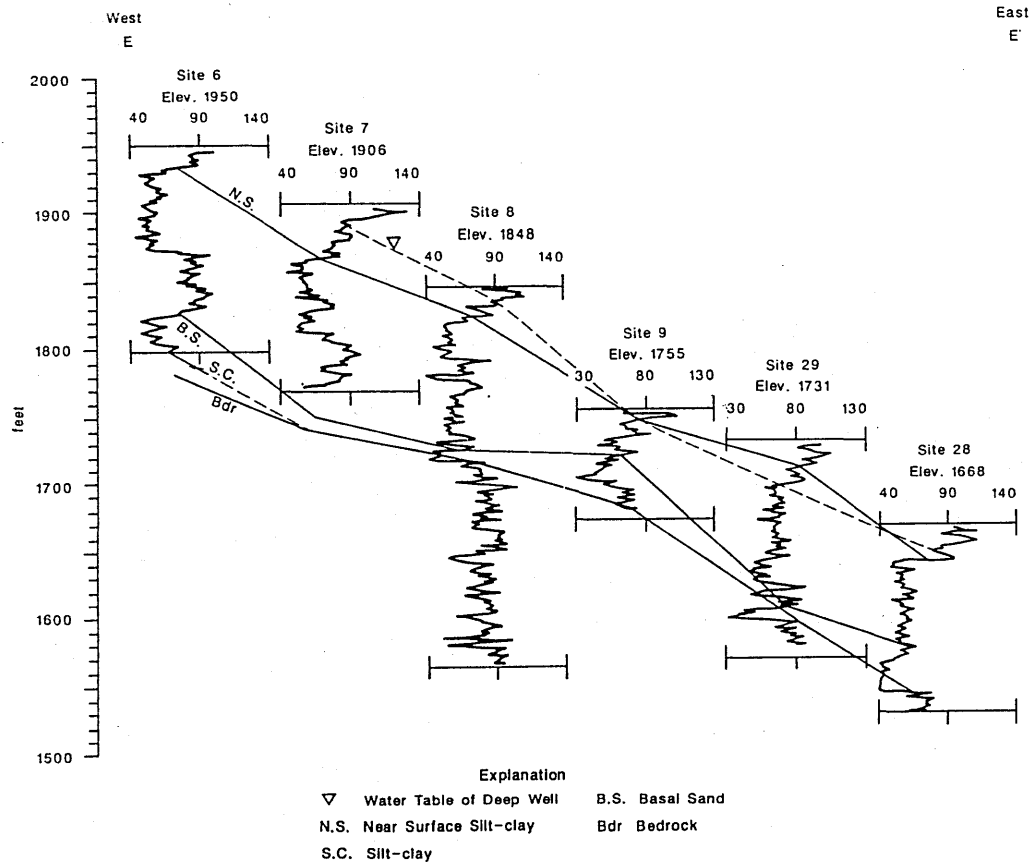 West
E
East
E'
2000
1900
1800
1700
1600
1500
feet
Site 6
Elev. 1950
40 90 140
Site 7
Elev. 1906
40 90 140
Site 8
Elev. 1848
40 90 140
Site 9
Elev. 1755
30 80 130
Site 29
Elev. 1731
30 80 130
Site 28
Elev. 1668
40 90 140
N.S.
B.S.
S.C.
Bdr
Explanation
▽ Water Table of Deep Well B.S. Basal Sand
N.S. Near Surface Silt-clay Bdr Bedrock
S.C. Silt-clay